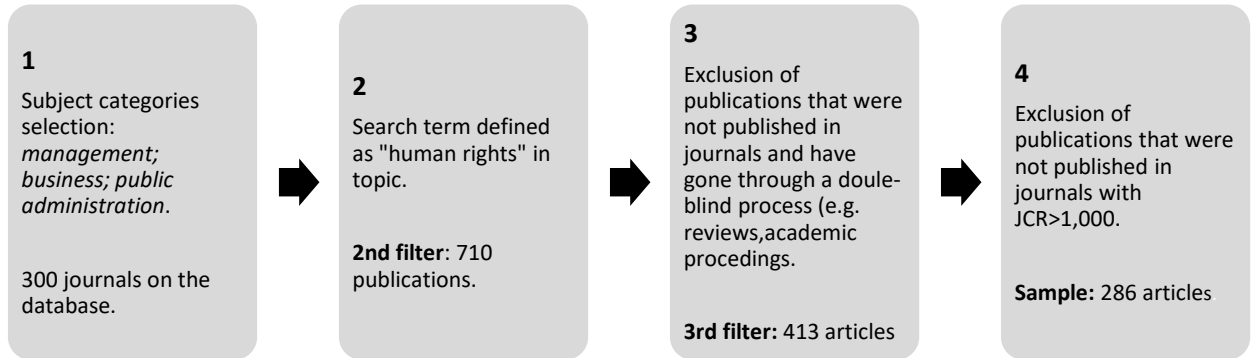 1
Subject categories
selection:
management;
business; public
administration.
300 journals on the
database.
2
Search term defined
as "human rights" in
topic.
2nd filter: 710
publications.
3
Exclusion of
publications that were
not published in
journals and have
gone through a doule-
blind process (e.g.
reviews,academic
procedings.
3rd filter: 413 articles
4
Exclusion of
publications that were
not published in
journals with
JCR>1,000.
Sample: 286 articles